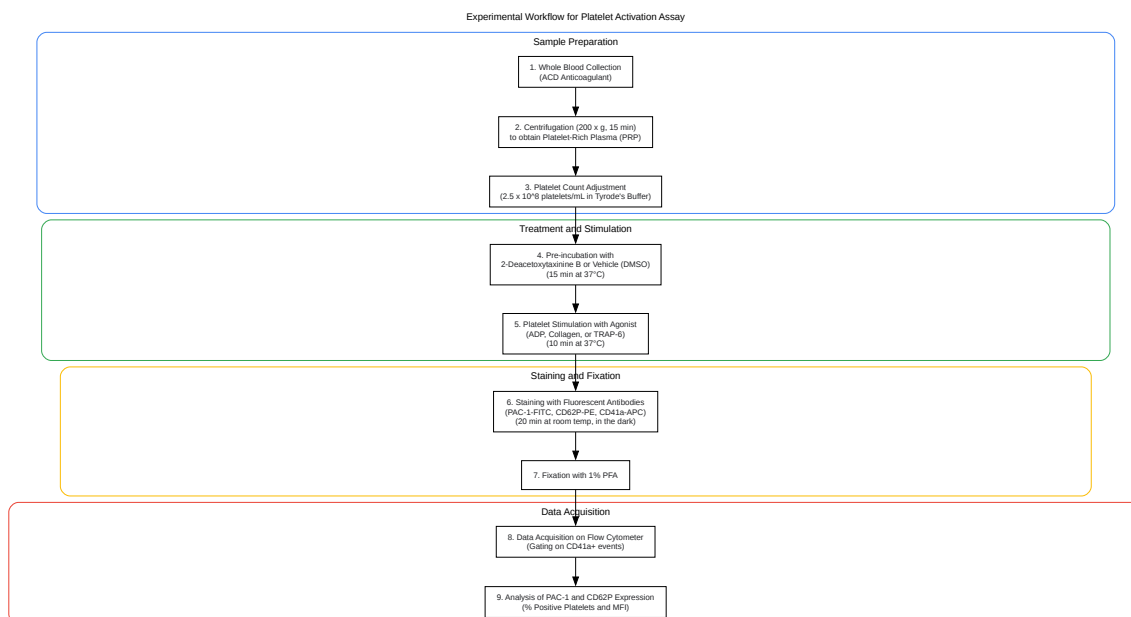 Experimental Workflow for Platelet Activation Assay
Sample Preparation
1. Whole Blood Collection
(ACD Anticoagulant)
2. Centrifugation (200 x g, 15 min)
to obtain Platelet-Rich Plasma (PRP)
3. Platelet Count Adjustment
(2.5 x 10^8 platelets/mL in Tyrode's Buffer)
Treatment and Stimulation
4. Pre-incubation with
2-Deacetoxytaxinine B or Vehicle (DMSO)
(15 min at 37°C)
5. Platelet Stimulation with Agonist
(ADP, Collagen, or TRAP-6)
(10 min at 37°C)
Staining and Fixation
6. Staining with Fluorescent Antibodies
(PAC-1-FITC, CD62P-PE, CD41a-APC)
(20 min at room temp, in the dark)
7. Fixation with 1% PFA
Data Acquisition
8. Data Acquisition on Flow Cytometer
(Gating on CD41a+ events)
9. Analysis of PAC-1 and CD62P Expression
(% Positive Platelets and MFI)